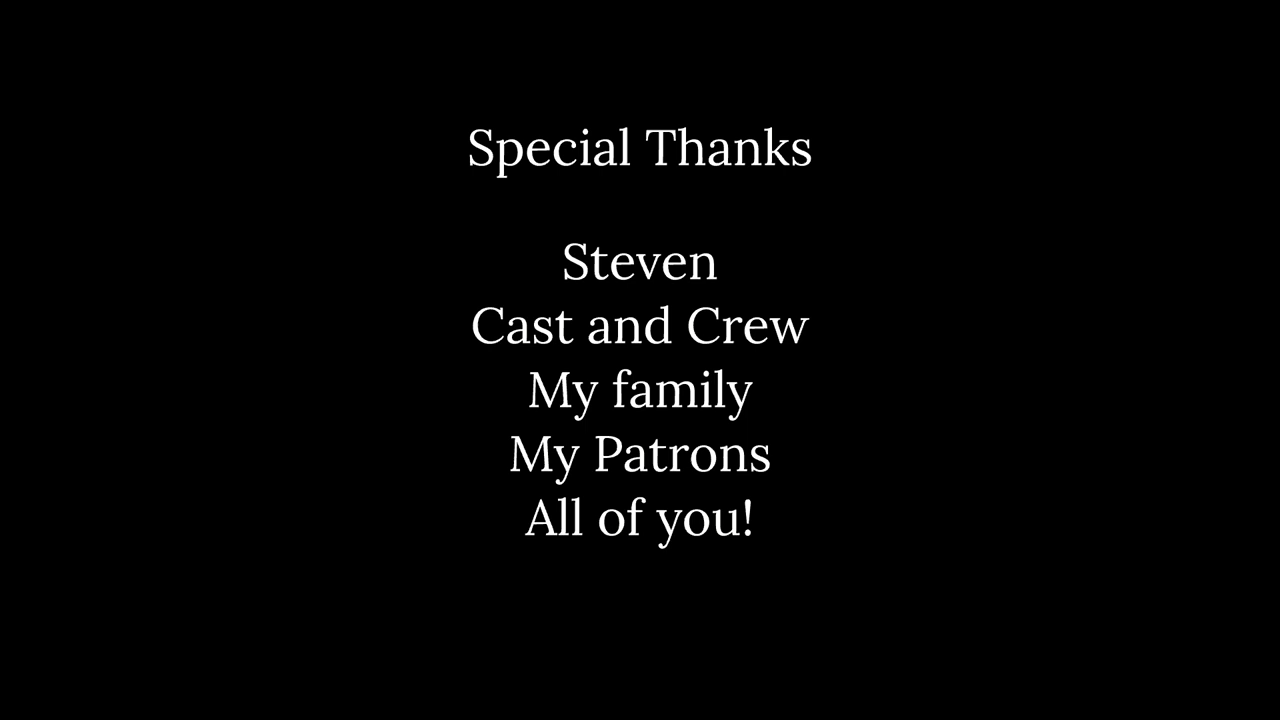 Special Thanks
Steven
Cast and Crew
My family
My Patrons
All of you!